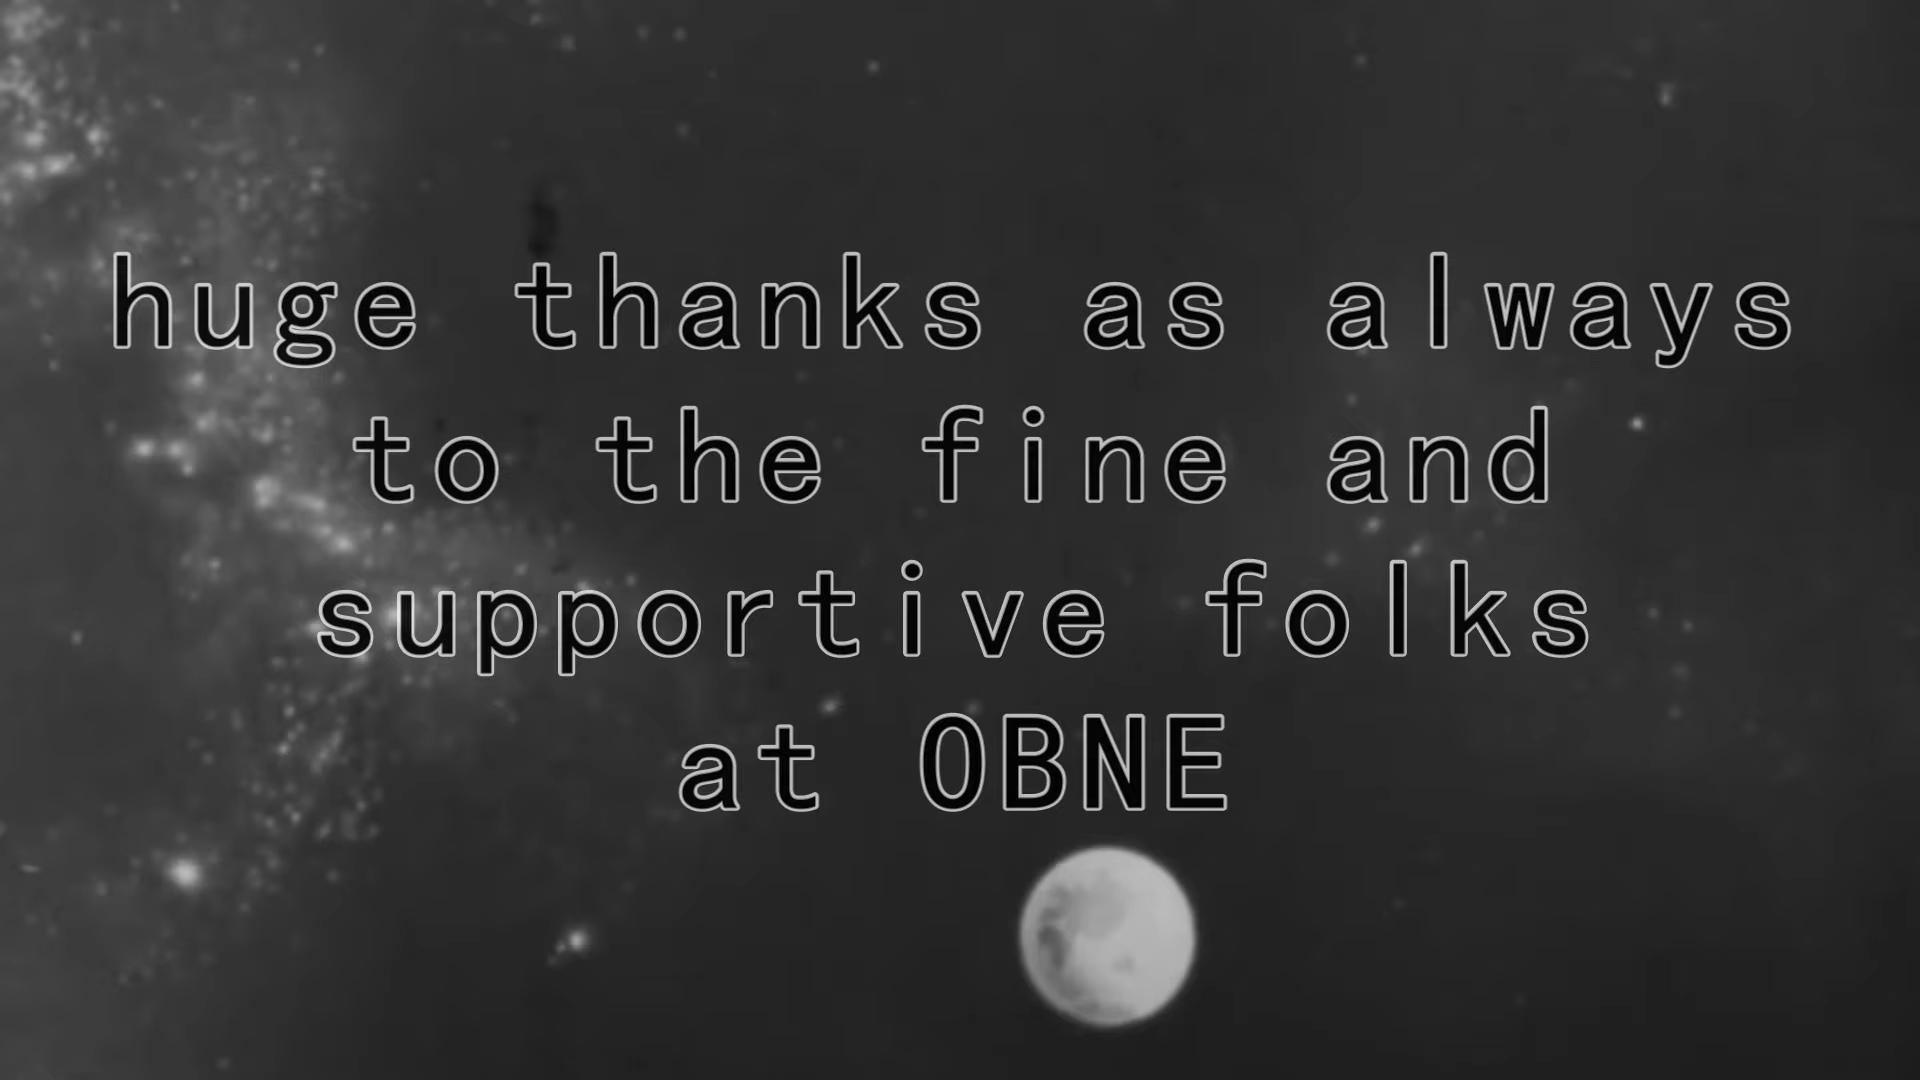 huge thanks as always
to the fine and
supportive folks
at OBNE